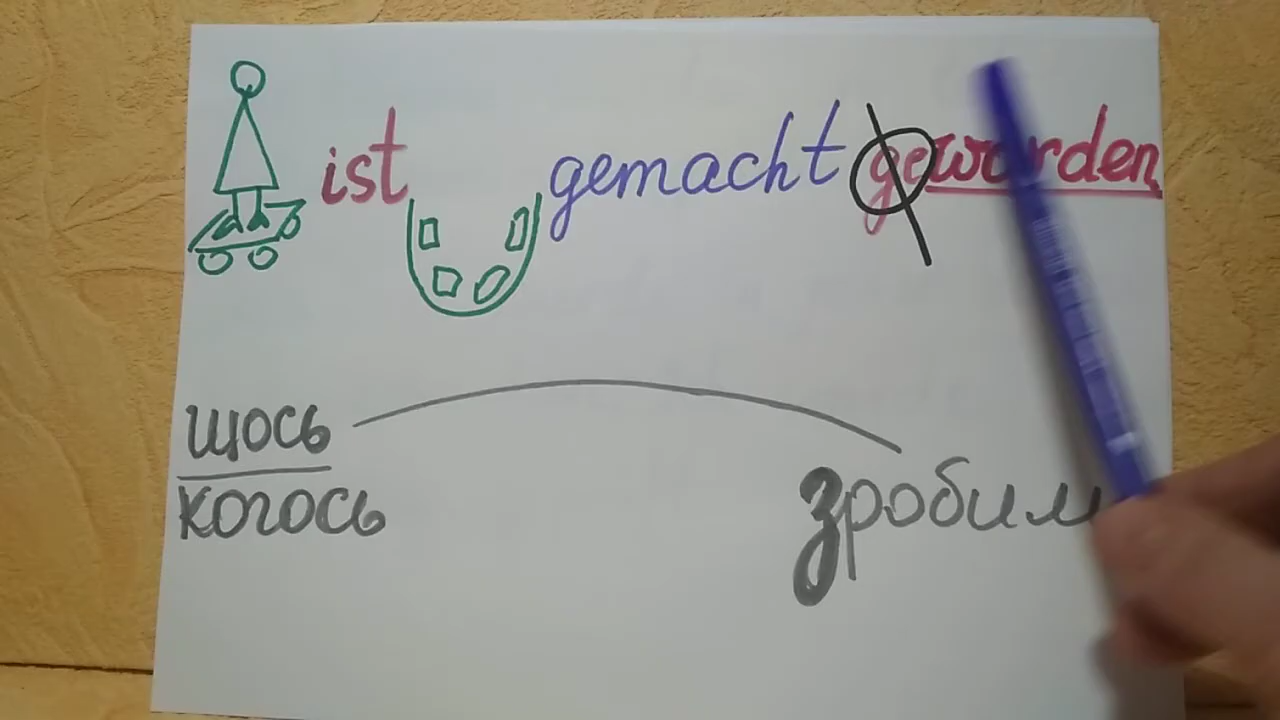 ist gemacht geworden
щось зробили
когось